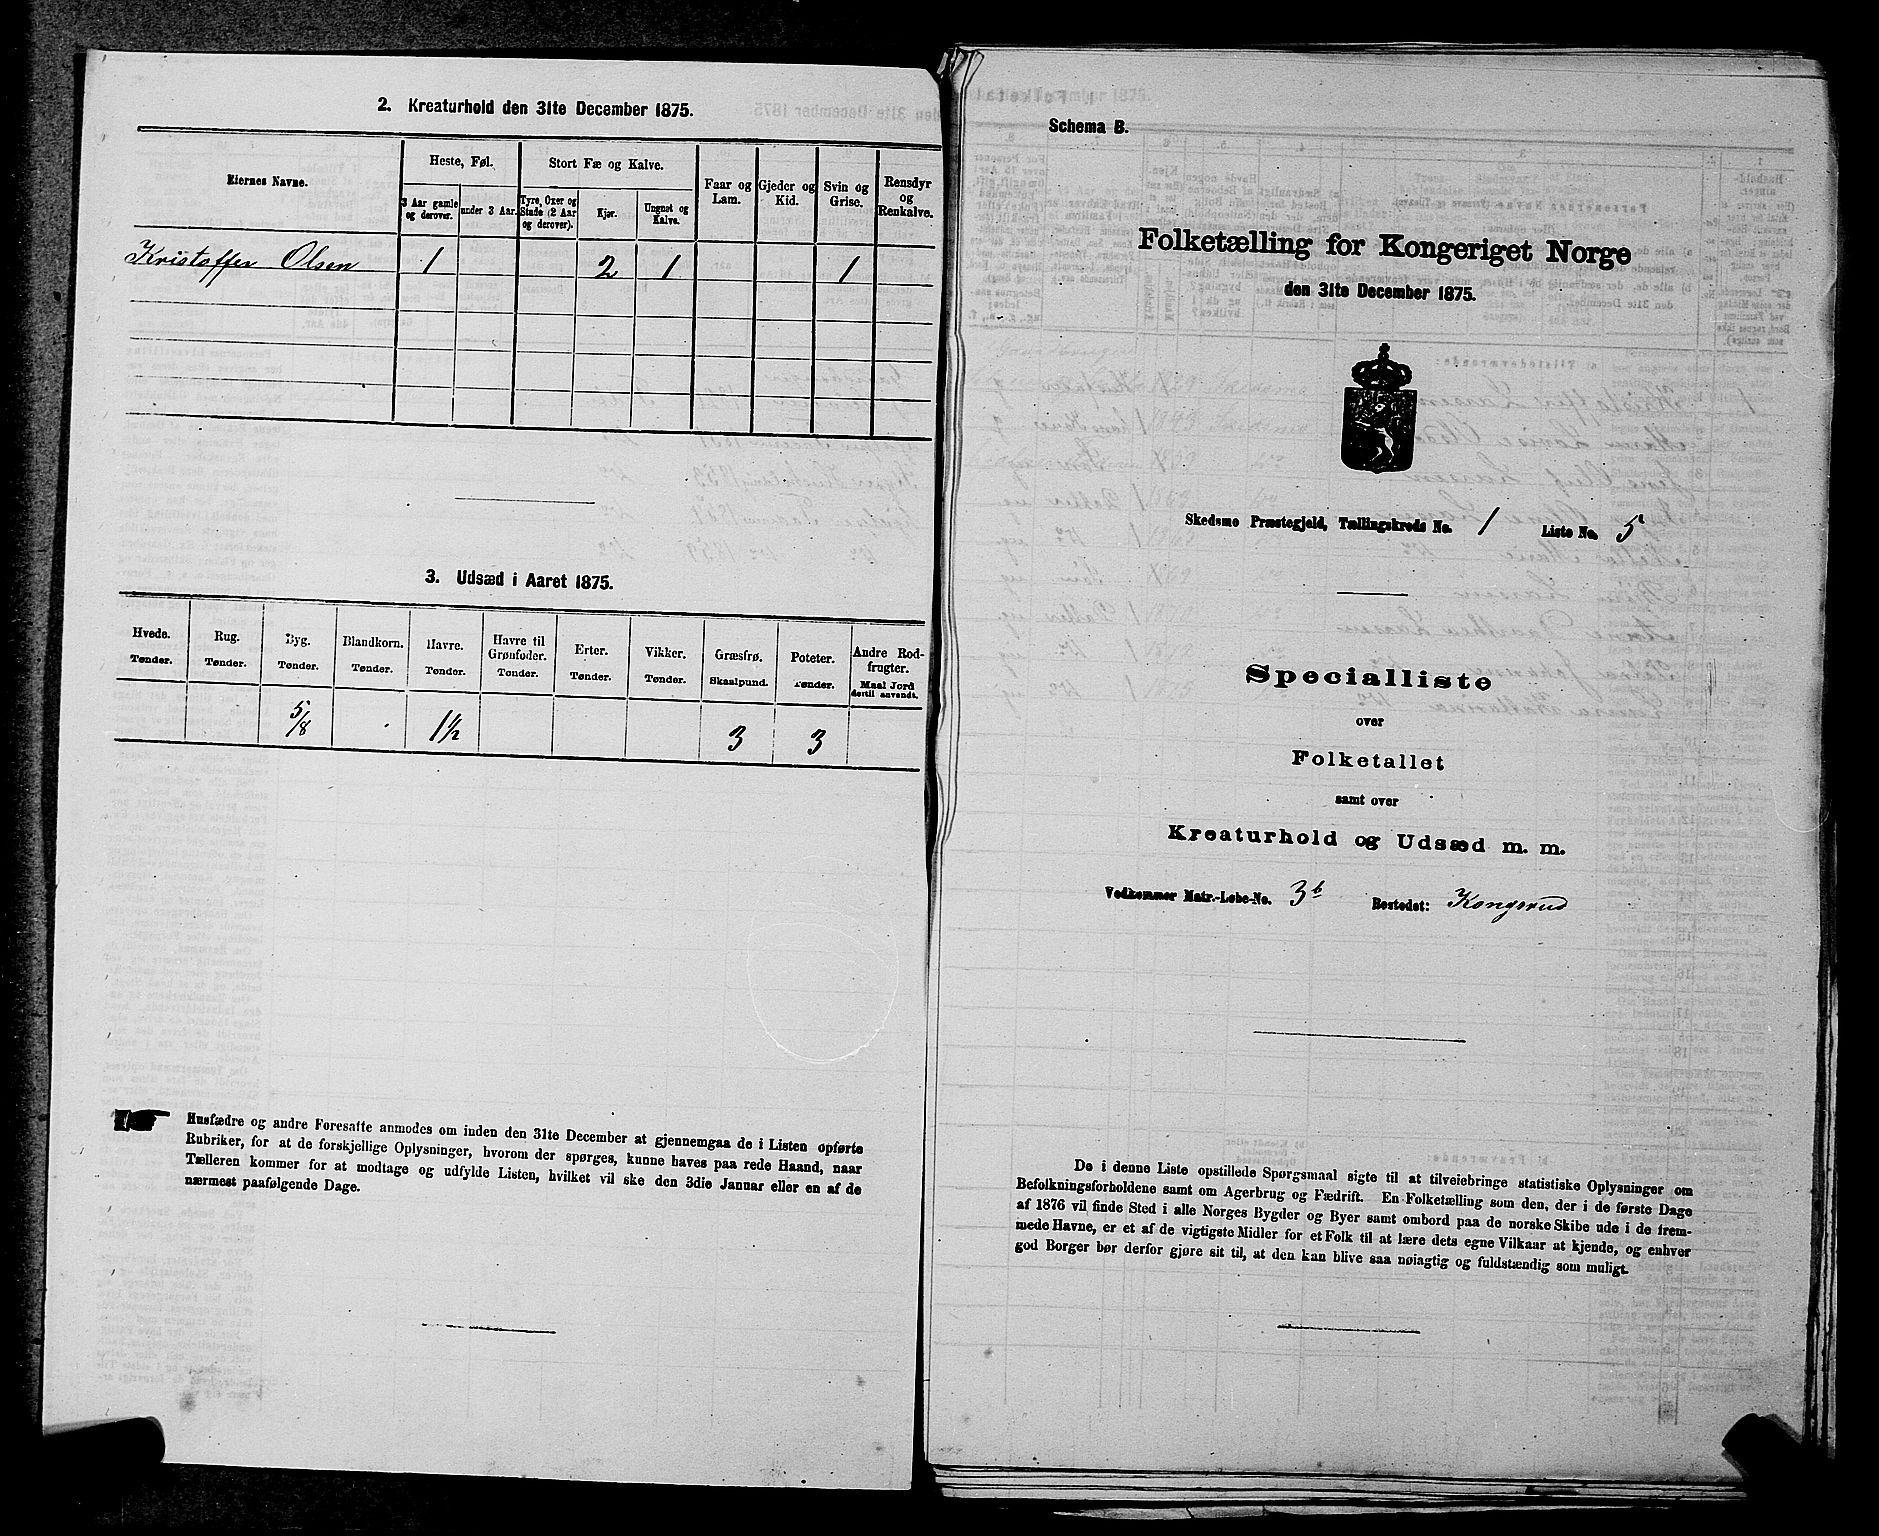 2. Kreaturhold den 31te December 1875.
Eiernes Navne.
Heste, Føl.
Stort Fæ og Kalve.
Faar og Lam.
Gjeder og Kid.
Svin og Grise.
Rensdyr og Renkalve.
3 Aar gamle og derover.
under 3 Aar.
Tyre, Oxer og Stude (2 Aar og derover).
Kjør.
Ungnøt og Kalve.
Kristoffer Olsen 1 2 1 1
3. Udsæd i Aaret 1875.
Hvede. Rug. Byg. Blandkorn. Havre. Havre til Grønfoder. Erter. Vikker. Græsfrø. Poteter. Andre Rodfrugter.
Tønder. Tønder. Tønder. Tønder. Tønder. Tønder. Tønder. Tønder. Skaalpund. Tønder. Maal Jord dertil anvendt.
5/8 1½ 3 3
Husfædre og andre Foresatte anmodes om inden den 31te December at gjennemgaa de i Listen opførte
Rubriker, for at de forskjellige Oplysninger, hvorom der spørges, kunne haves paa rede Haand, naar
Tælleren kommer for at modtage og udfylde Listen, hvilket vil ske den 3die Januar eller en af de
nærmest paafølgende Dage.
Schema B.
Folketælling for Kongeriget Norge
den 31te December 1875.
Skedsmo Præstegjeld, Tællingskreds No. 1 Liste No. 5
Specialliste
over
Folketallet
samt over
Kreaturhold og Udsæd m. m.
Vedkommer Matr.-Løbe-No. 3b Bostedet: Kongsrud
De i denne Liste opstillede Spørgsmaal sigte til at tilveiebringe statistiske Oplysninger om
Befolkningsforholdene samt om Agerbrug og Fædrift. En Folketælling som den, der i de første Dage
af 1876 vil finde Sted i alle Norges Bygder og Byer samt ombord paa de norske Skibe ude i de frem-
mede Havne, er et af de vigtigste Midler for et Folk til at lære dets egne Vilkaar at kjende, og enhver
god Borger bør derfor gjøre sit til, at den kan blive saa nøiagtig og fuldstændig som muligt.